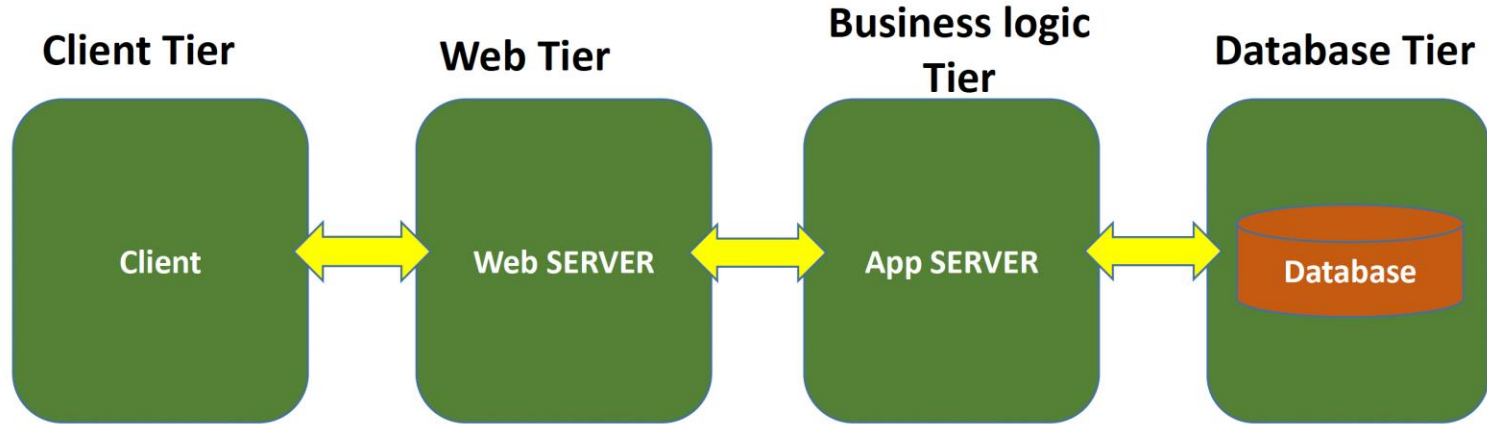 Client Tier
Web Tier
Business logic
Tier
Database Tier
Client
Web SERVER
App SERVER
Database